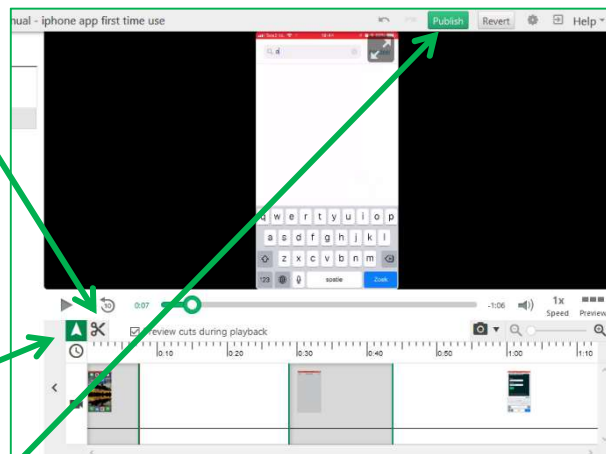 nual - iphone app first time use
Publish
Revert
Help
a
q w e r t y u i o p
a s d f g h j k l
z x c v b n m
123
spatie
Zoek
10
0:07
-1:06
1x
Speed
Preview
Preview cuts during playback
0:10 0:20 0:30 0:40 0:50 1:00 1:10